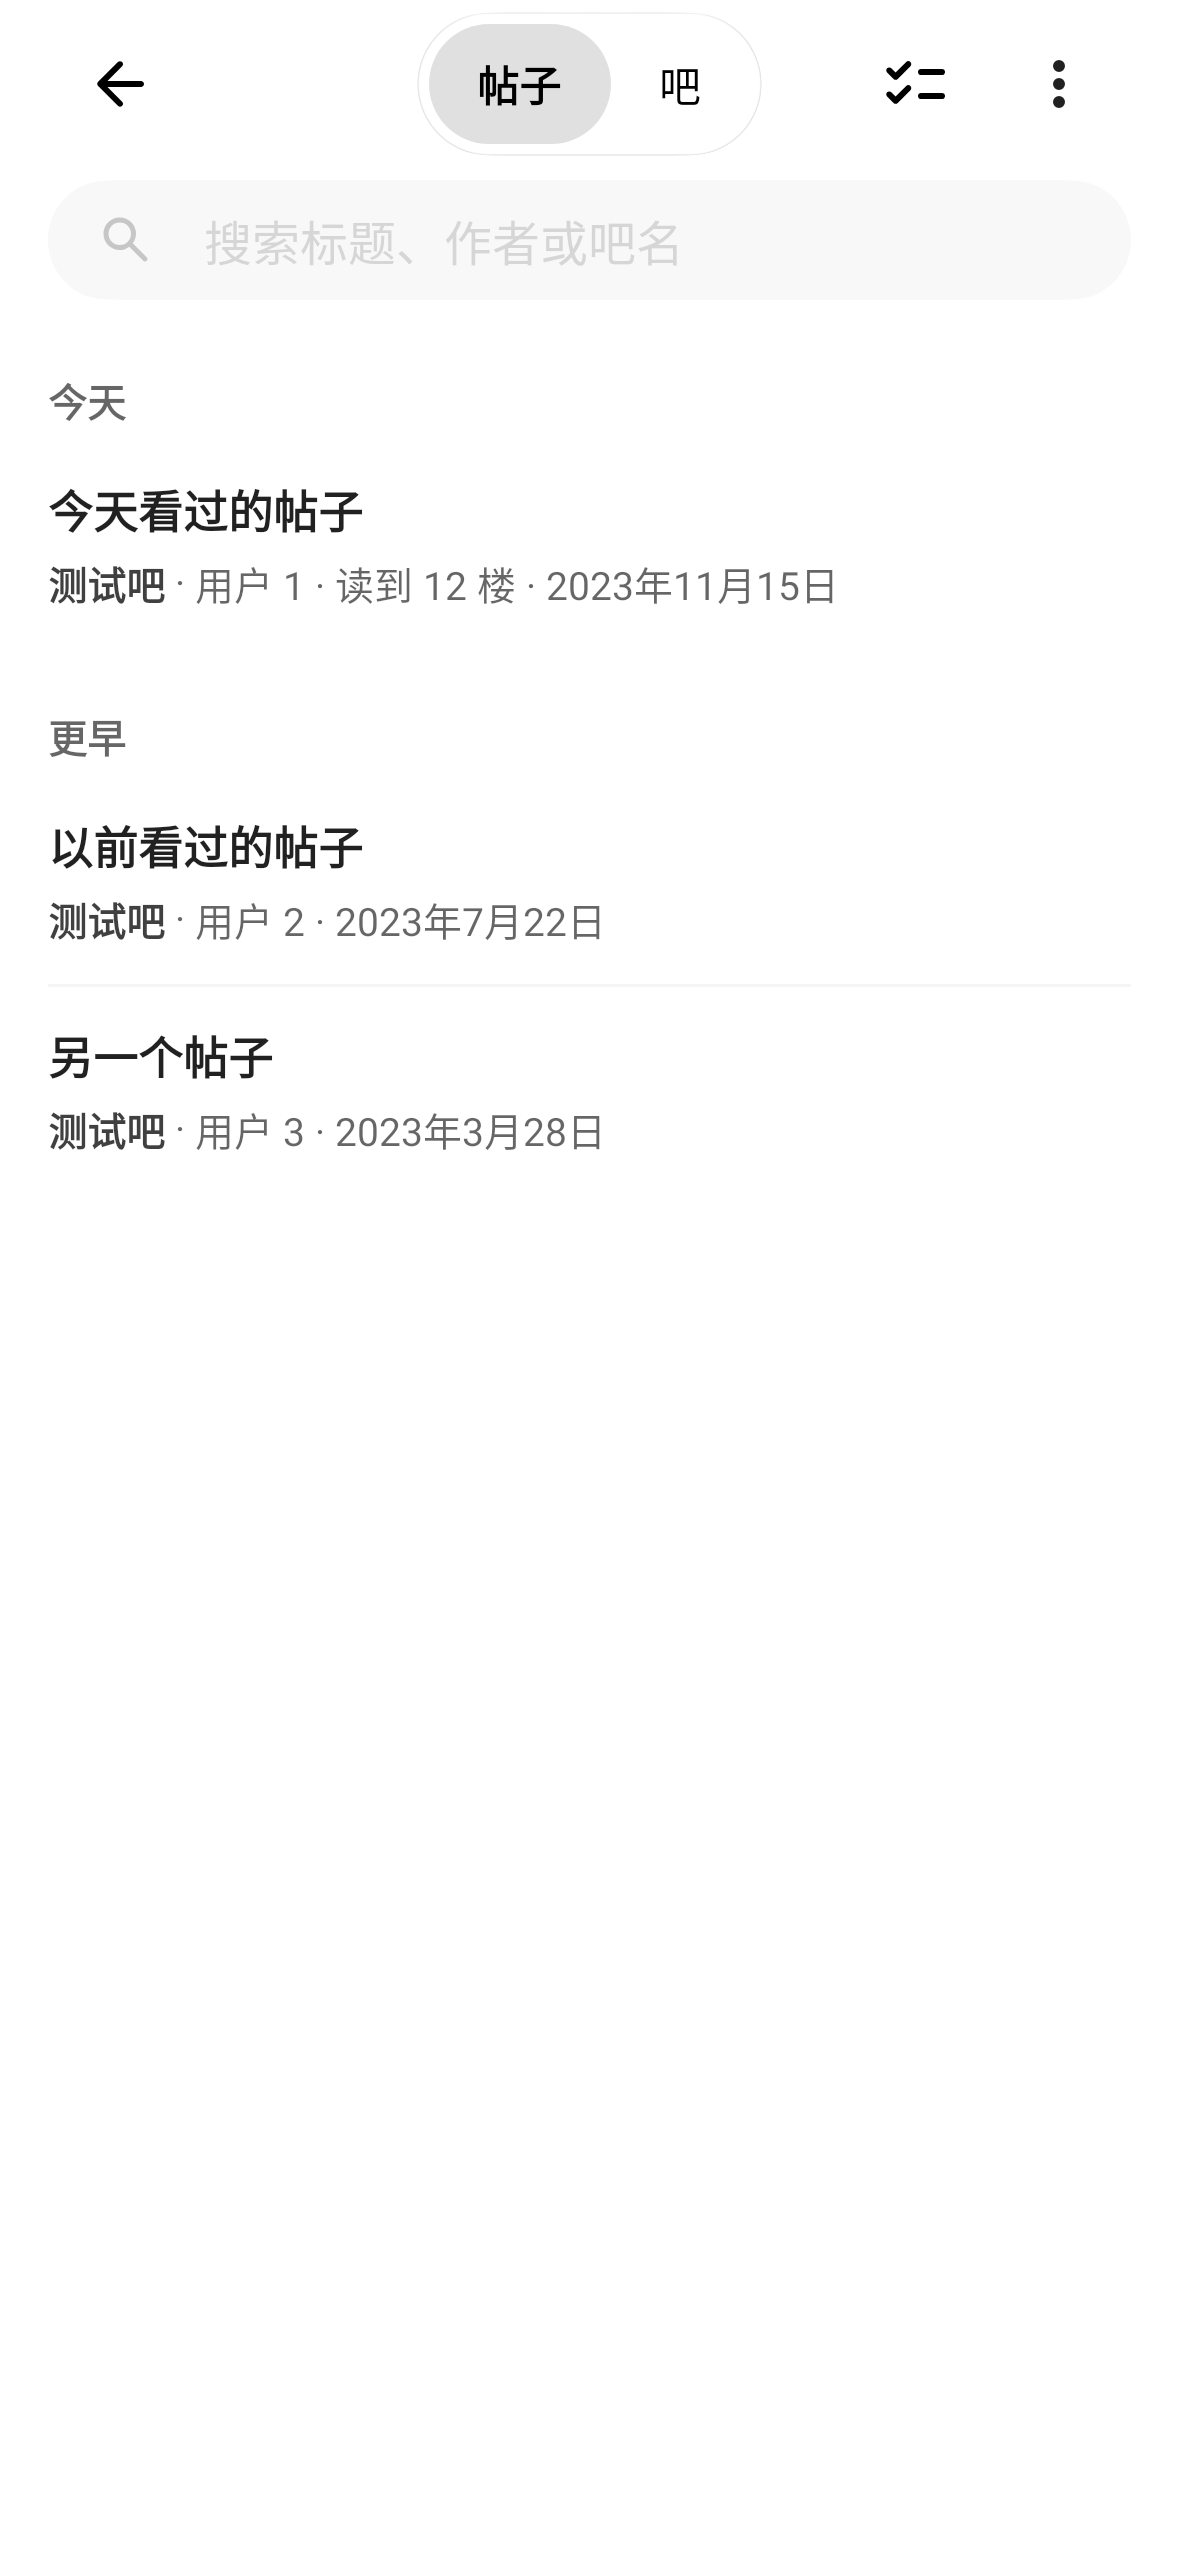 帖子 吧
搜索标题、作者或吧名
今天
今天看过的帖子
测试吧 · 用户 1 · 读到 12 楼 · 2023年11月15日
更早
以前看过的帖子
测试吧 · 用户 2 · 2023年7月22日
另一个帖子
测试吧 · 用户 3 · 2023年3月28日